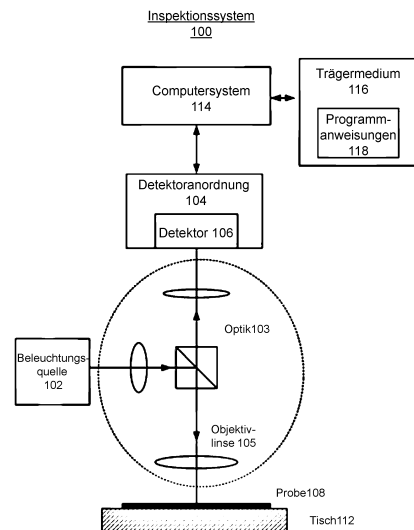 Inspektionssystem
100
Computersystem
114
Trägermedium
116
Programm-
anweisungen
118
Detektoranordnung
104
Detektor 106
Optik103
Beleuchtungs-
quelle
102
Objektiv-
linse 105
Probe108
Tisch112